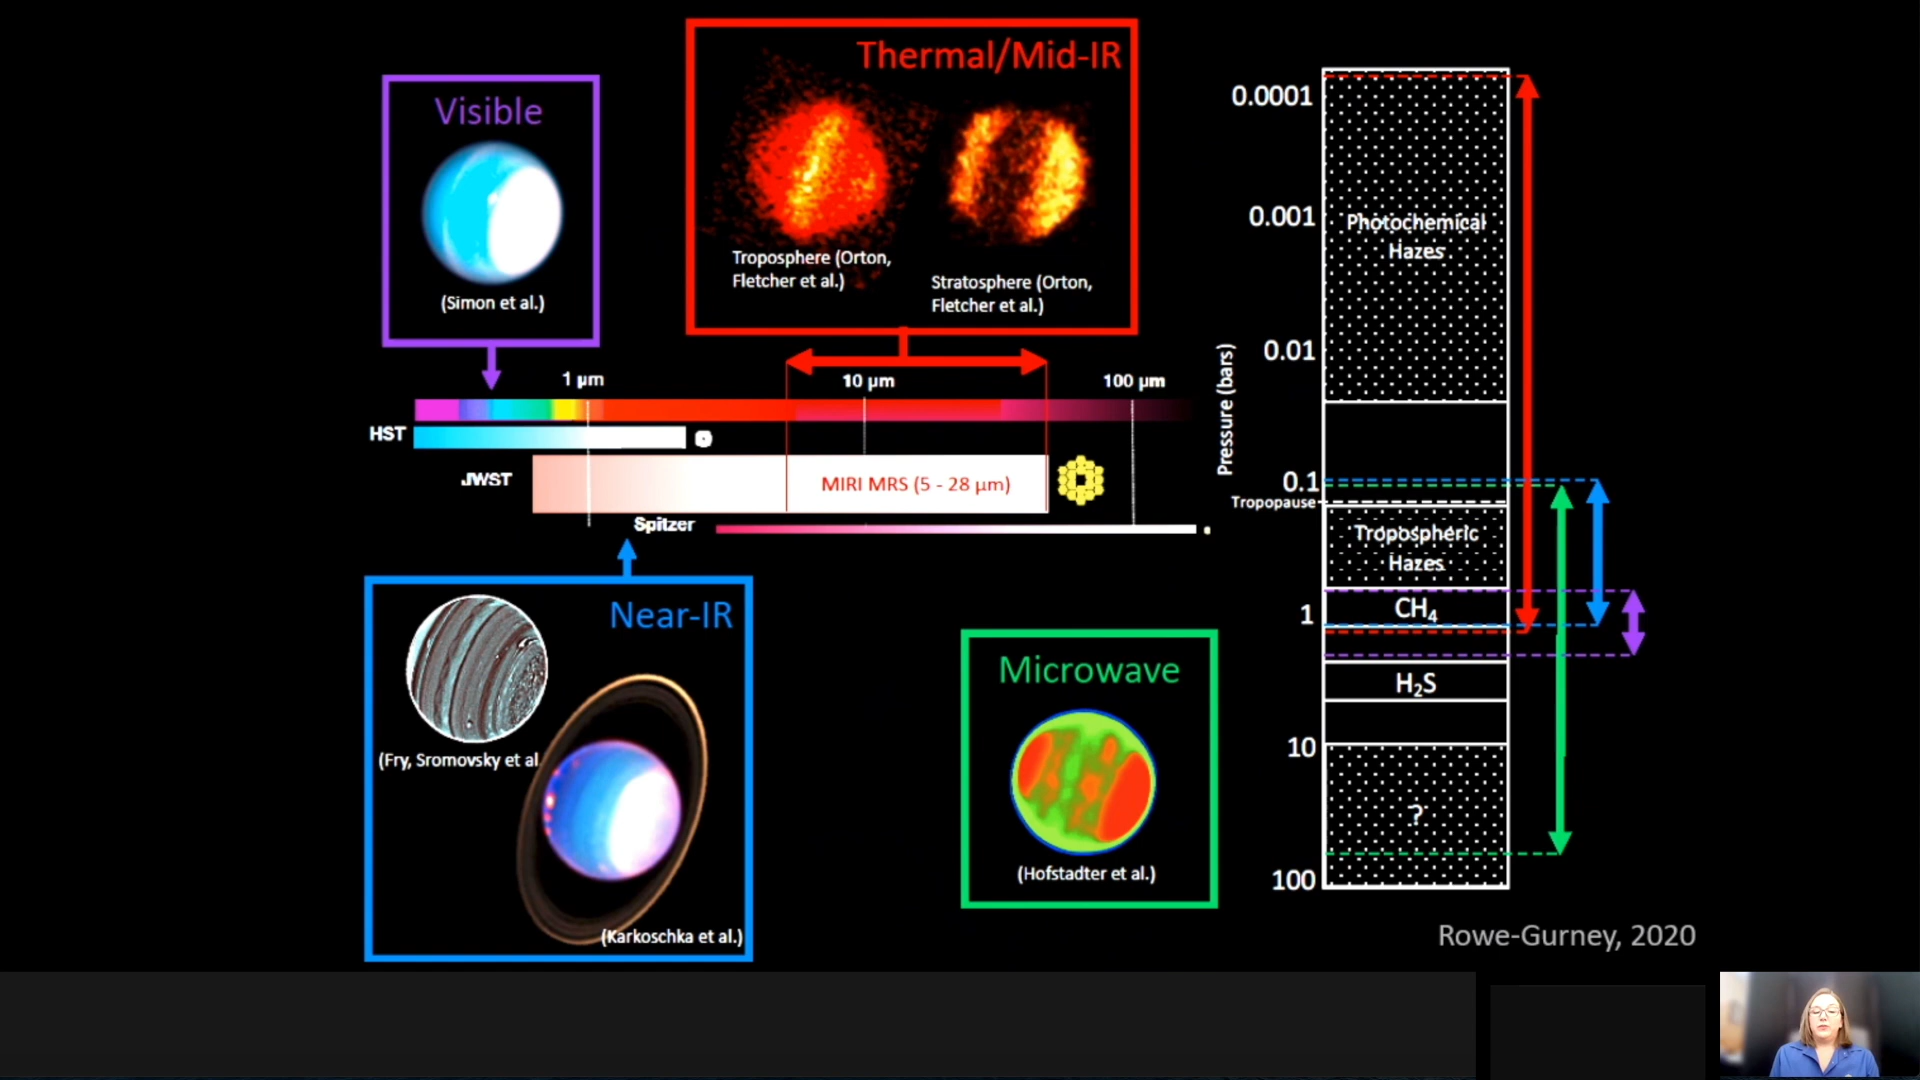 Visible
(Simon et al.)
Thermal/Mid-IR
Troposphere (Orton,
Fletcher et al.)
Stratosphere (Orton,
Fletcher et al.)
1 μm
10 μm
100 μm
HST
JWST
MIRI MRS (5 - 28 μm)
Spitzer
Near-IR
(Fry, Sromovsky et al.
(Karkoschka et al.)
Microwave
(Hofstadter et al.)
Pressure (bars)
0.0001
0.001
0.01
0.1
Tropopause
1
10
100
Photochemical
Hazes
Tropospheric
Hazes
CH₄
H₂S
?
Rowe-Gurney, 2020